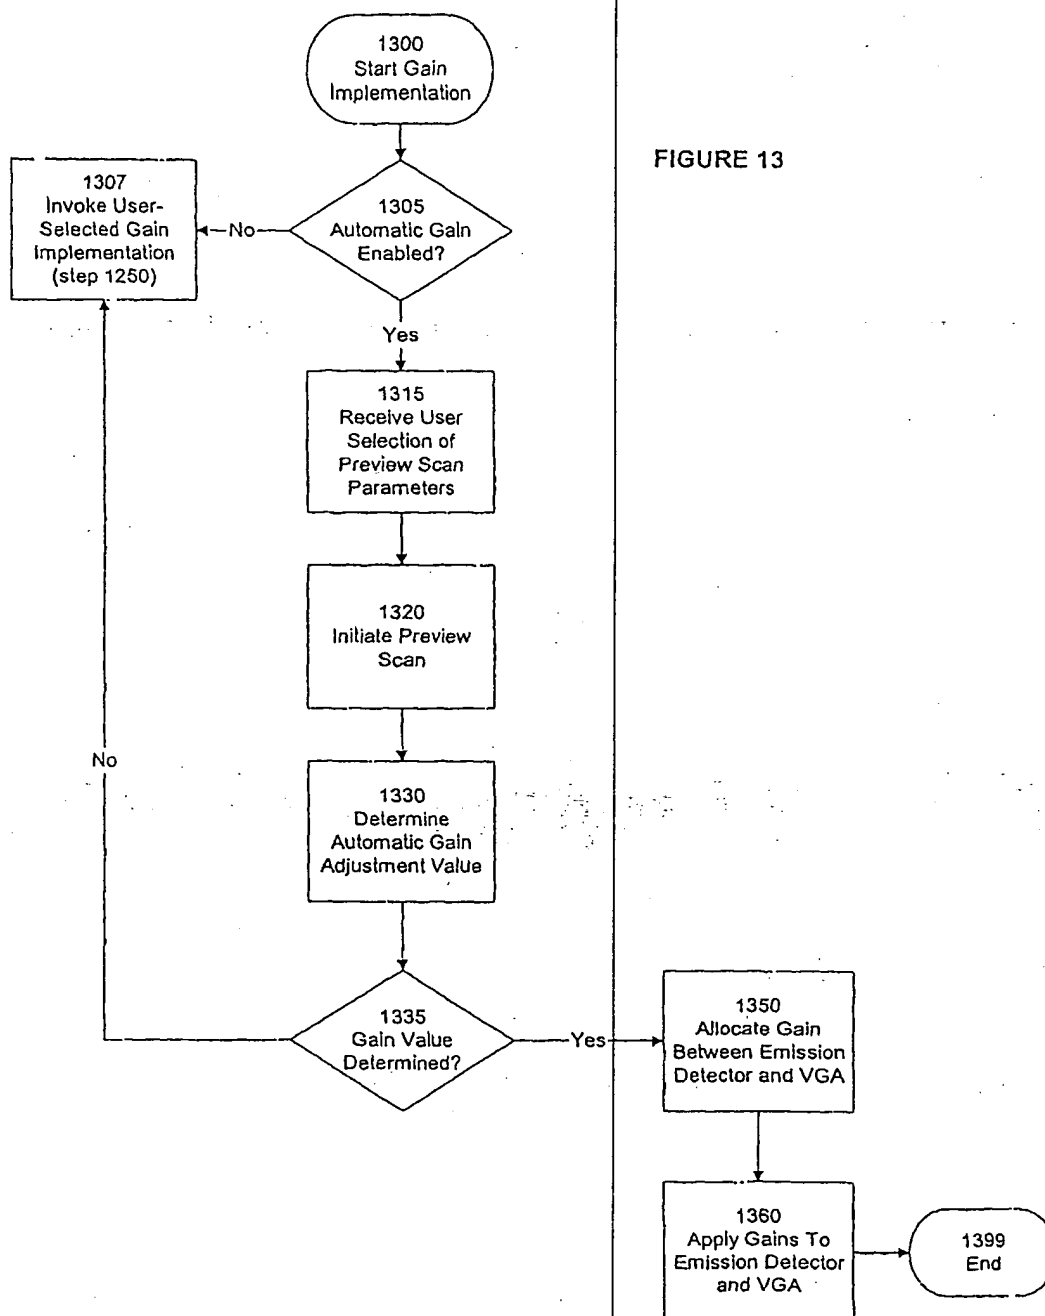 1300
Start Gain
Implementation
FIGURE 13
1307
Invoke User-
Selected Gain
Implementation
(step 1250)
No
1305
Automatic Gain
Enabled?
Yes
1315
Receive User
Selection of
Preview Scan
Parameters
1320
Initiate Preview
Scan
No
1330
Determine
Automatic Gain
Adjustment Value
1335
Gain Value
Determined?
Yes
1350
Allocate Gain
Between Emission
Detector and VGA
1360
Apply Gains To
Emission Detector
and VGA
1399
End